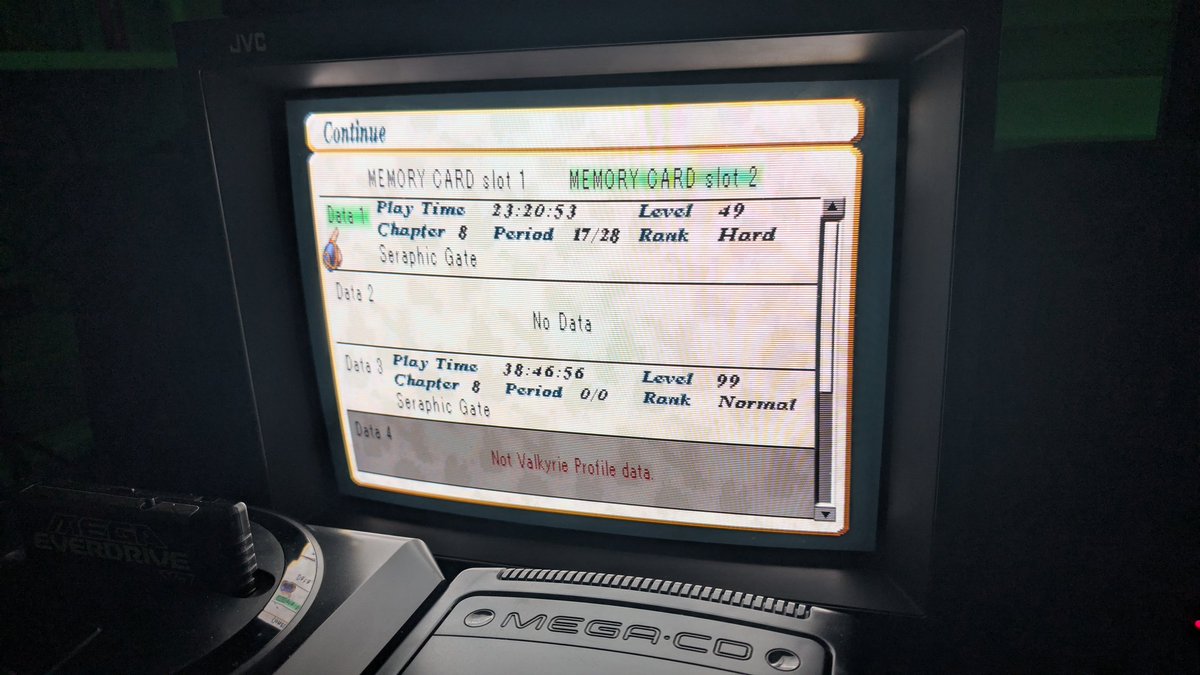 JVC
Continue
MEMORY CARD slot 1 MEMORY CARD slot 2
Data 1 Play Time 23:20:53 Level 49
Chapter 8 Period 17/28 Rank Hard
Seraphic Gate
Data 2
No Data
Data 3 Play Time 38:46:56 Level 99
Chapter 8 Period 0/0 Rank Normal
Seraphic Gate
Data 4
Not Valkyrie Profile data.
MEGA
EVERDRIVE
MEGA-CD